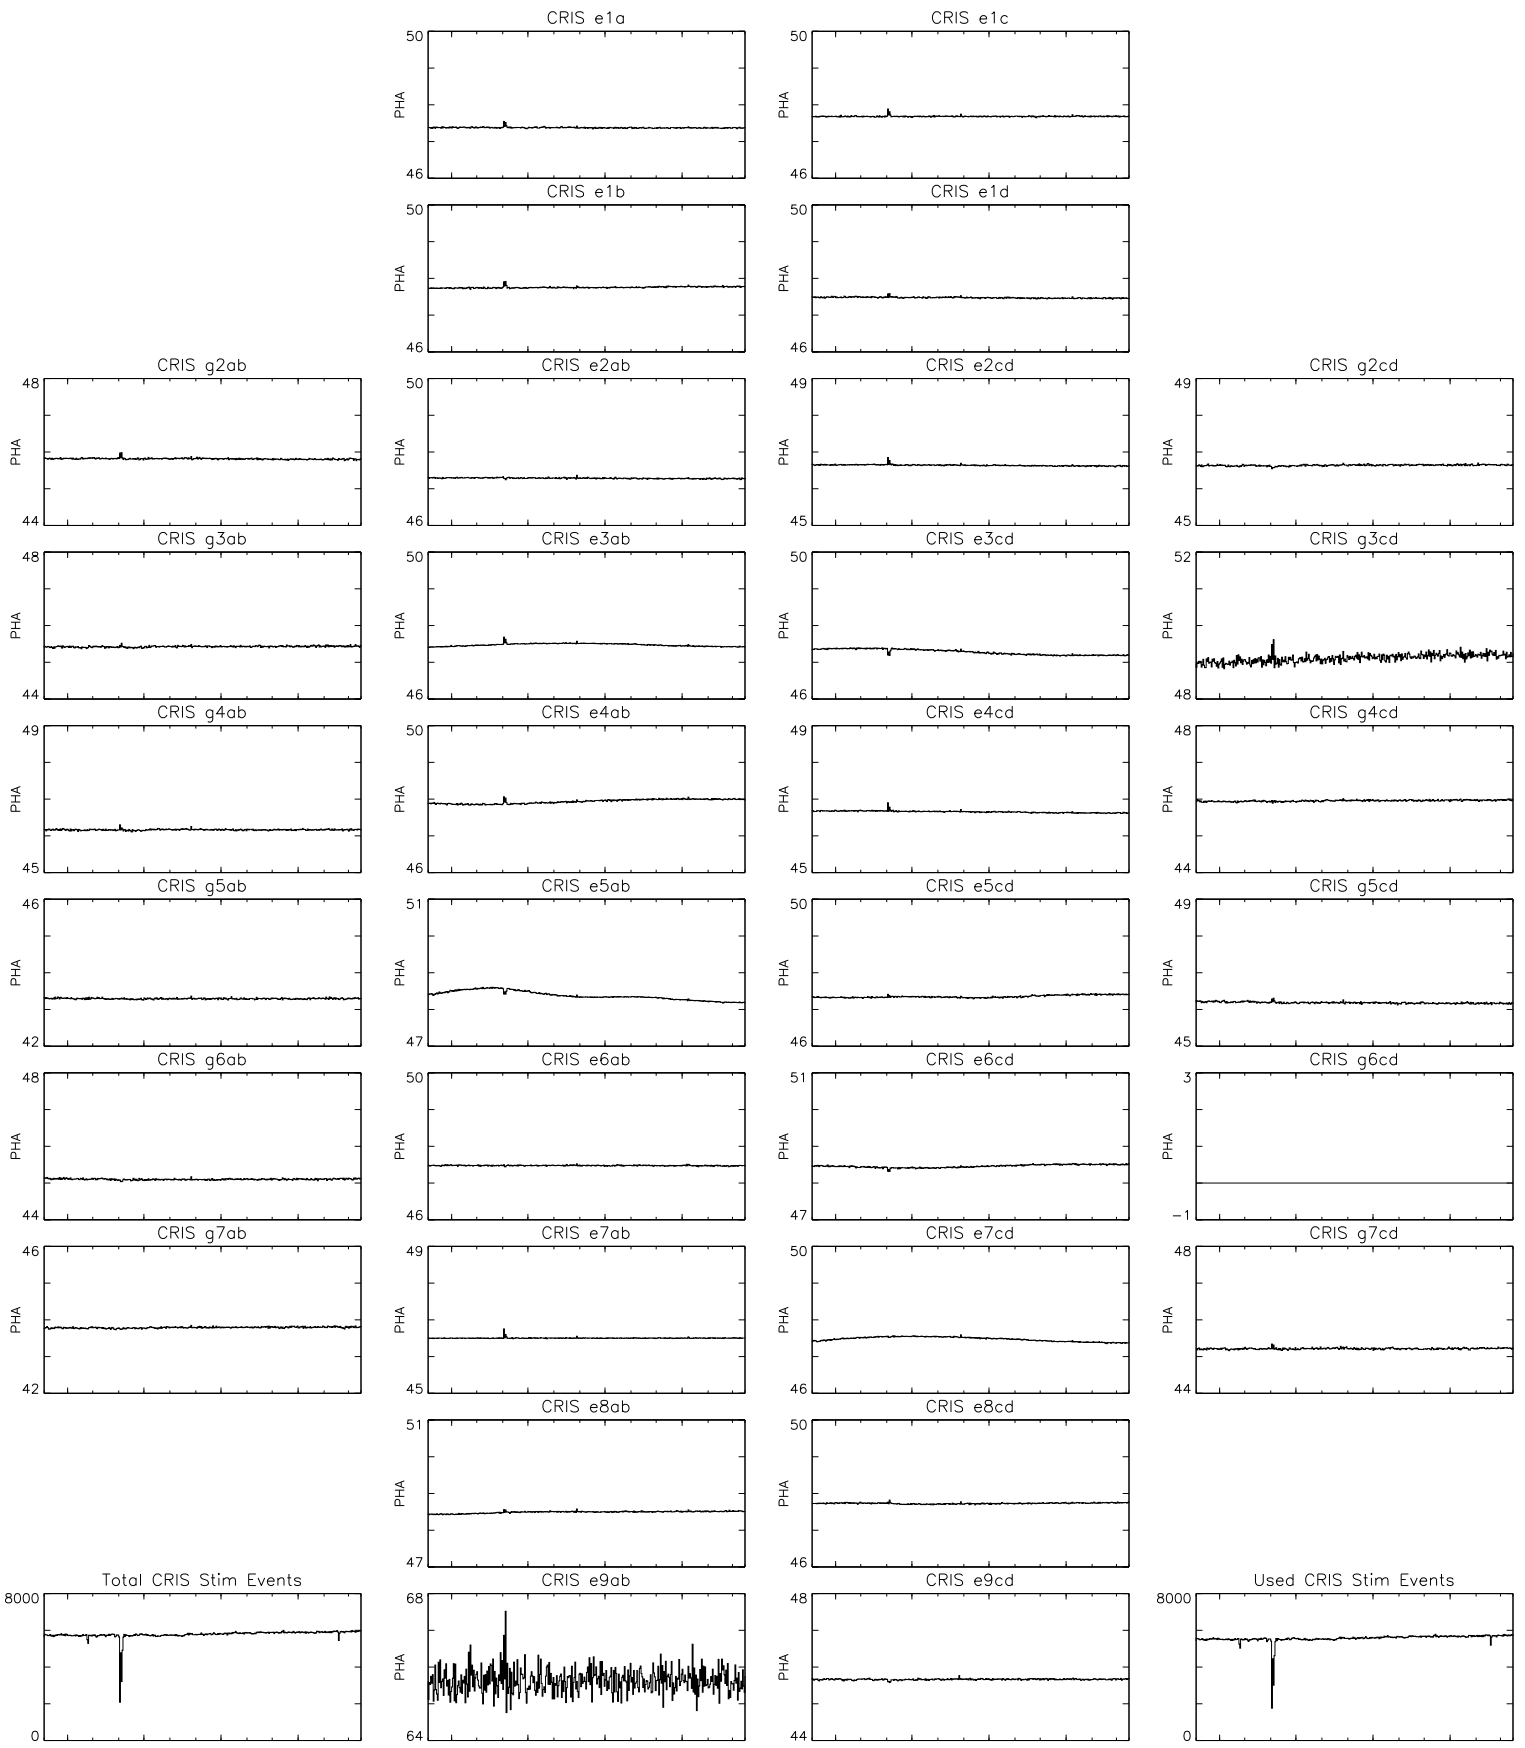 CRIS e1a
50
PHA
46
CRIS e1c
50
PHA
46
CRIS e1b
50
PHA
46
CRIS e1d
50
PHA
46
CRIS g2ab
48
PHA
44
CRIS e2ab
50
PHA
46
CRIS e2cd
49
PHA
45
CRIS g2cd
49
PHA
45
CRIS g3ab
48
PHA
44
CRIS e3ab
50
PHA
46
CRIS e3cd
50
PHA
46
CRIS g3cd
52
PHA
48
CRIS g4ab
49
PHA
45
CRIS e4ab
50
PHA
46
CRIS e4cd
49
PHA
45
CRIS g4cd
48
PHA
44
CRIS g5ab
46
PHA
42
CRIS e5ab
51
PHA
47
CRIS e5cd
50
PHA
46
CRIS g5cd
49
PHA
45
CRIS g6ab
48
PHA
44
CRIS e6ab
50
PHA
46
CRIS e6cd
51
PHA
47
CRIS g6cd
3
PHA
-1
CRIS g7ab
46
PHA
42
CRIS e7ab
49
PHA
45
CRIS e7cd
50
PHA
46
CRIS g7cd
48
PHA
44
CRIS e8ab
51
PHA
47
CRIS e8cd
50
PHA
46
Total CRIS Stim Events
8000
0
CRIS e9ab
68
PHA
64
CRIS e9cd
48
PHA
44
Used CRIS Stim Events
8000
0